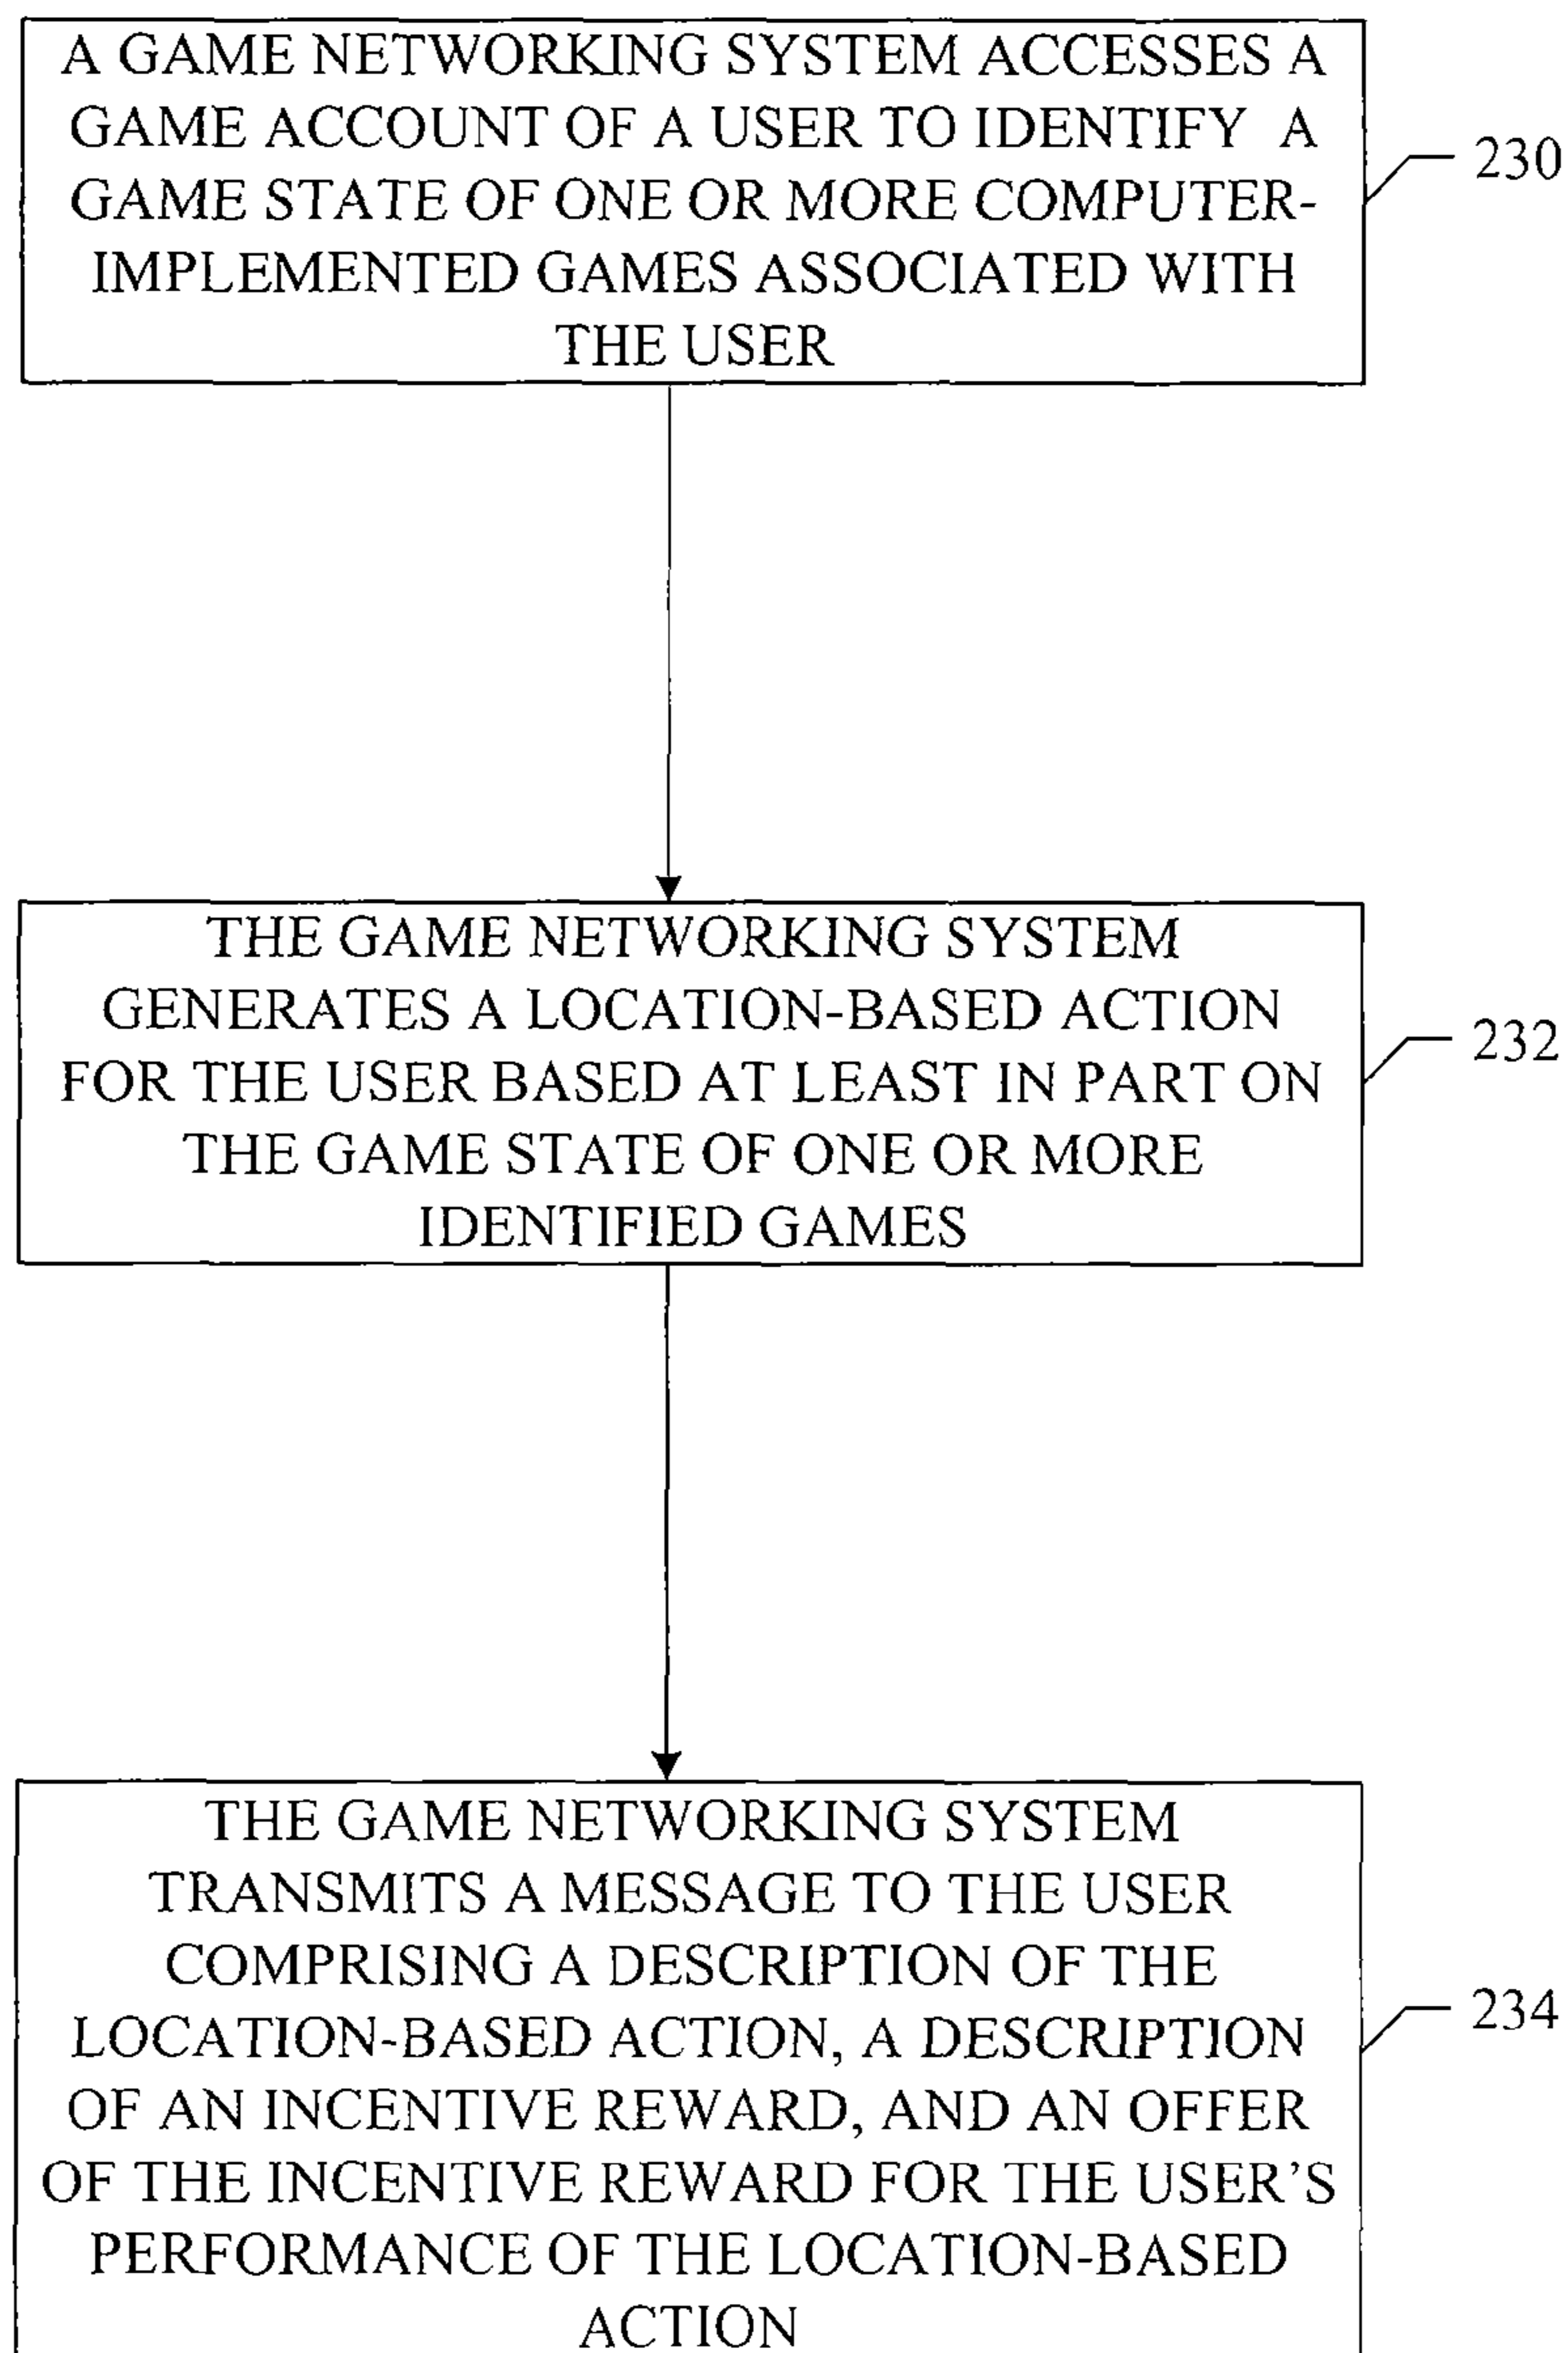 A GAME NETWORKING SYSTEM ACCESSES A
GAME ACCOUNT OF A USER TO IDENTIFY A
GAME STATE OF ONE OR MORE COMPUTER-
IMPLEMENTED GAMES ASSOCIATED WITH
THE USER
230
THE GAME NETWORKING SYSTEM
GENERATES A LOCATION-BASED ACTION
FOR THE USER BASED AT LEAST IN PART ON
THE GAME STATE OF ONE OR MORE
IDENTIFIED GAMES
232
THE GAME NETWORKING SYSTEM
TRANSMITS A MESSAGE TO THE USER
COMPRISING A DESCRIPTION OF THE
LOCATION-BASED ACTION, A DESCRIPTION
OF AN INCENTIVE REWARD, AND AN OFFER
OF THE INCENTIVE REWARD FOR THE USER’S
PERFORMANCE OF THE LOCATION-BASED
ACTION
234